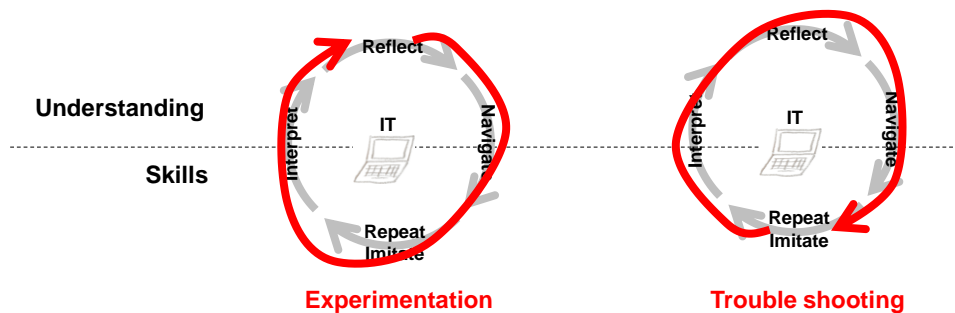 Reflect
Understanding
Interpret
IT
Navigate
Skills
Repeat
Imitate
Experimentation
Reflect
Interpret
IT
Navigate
Repeat
Imitate
Trouble shooting